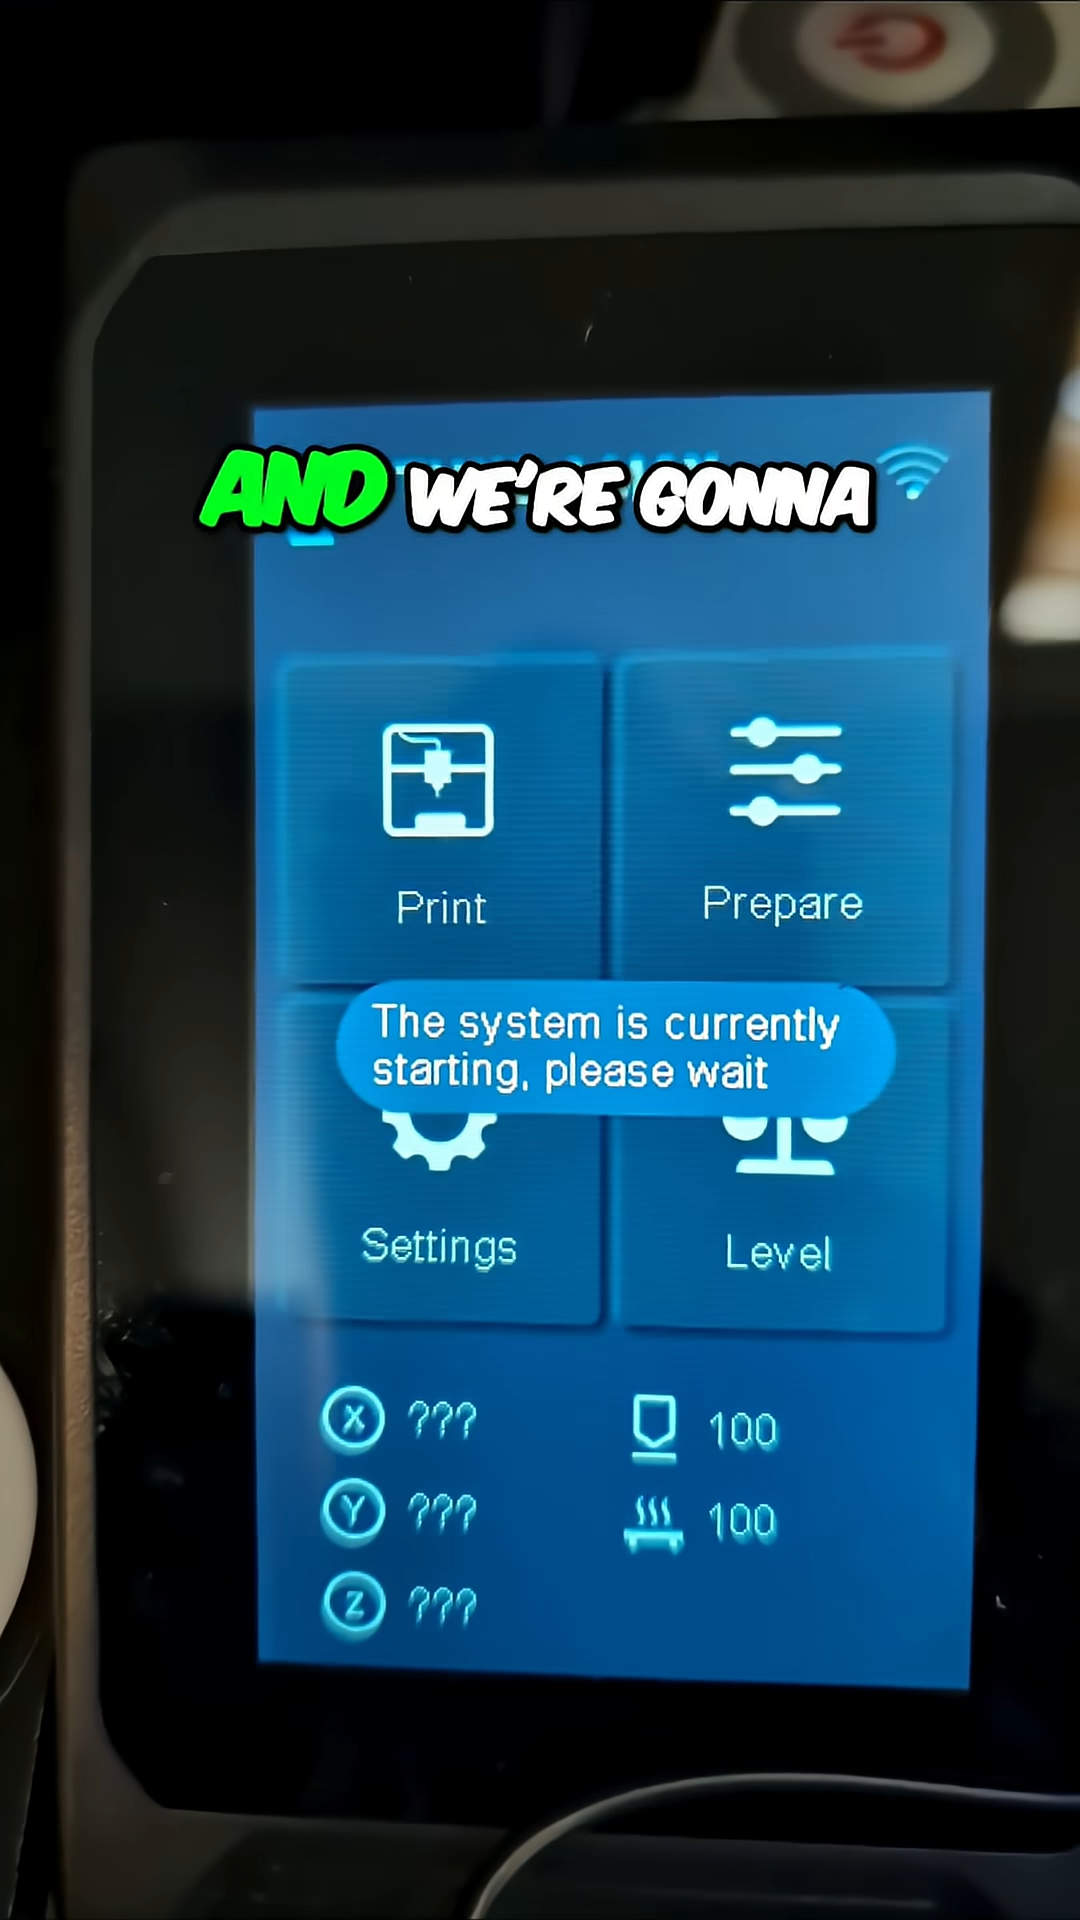 AND WE'RE GONNA
Print
Prepare
The system is currently
starting, please wait
Settings
Level
X ???
100
Y ???
100
Z ???